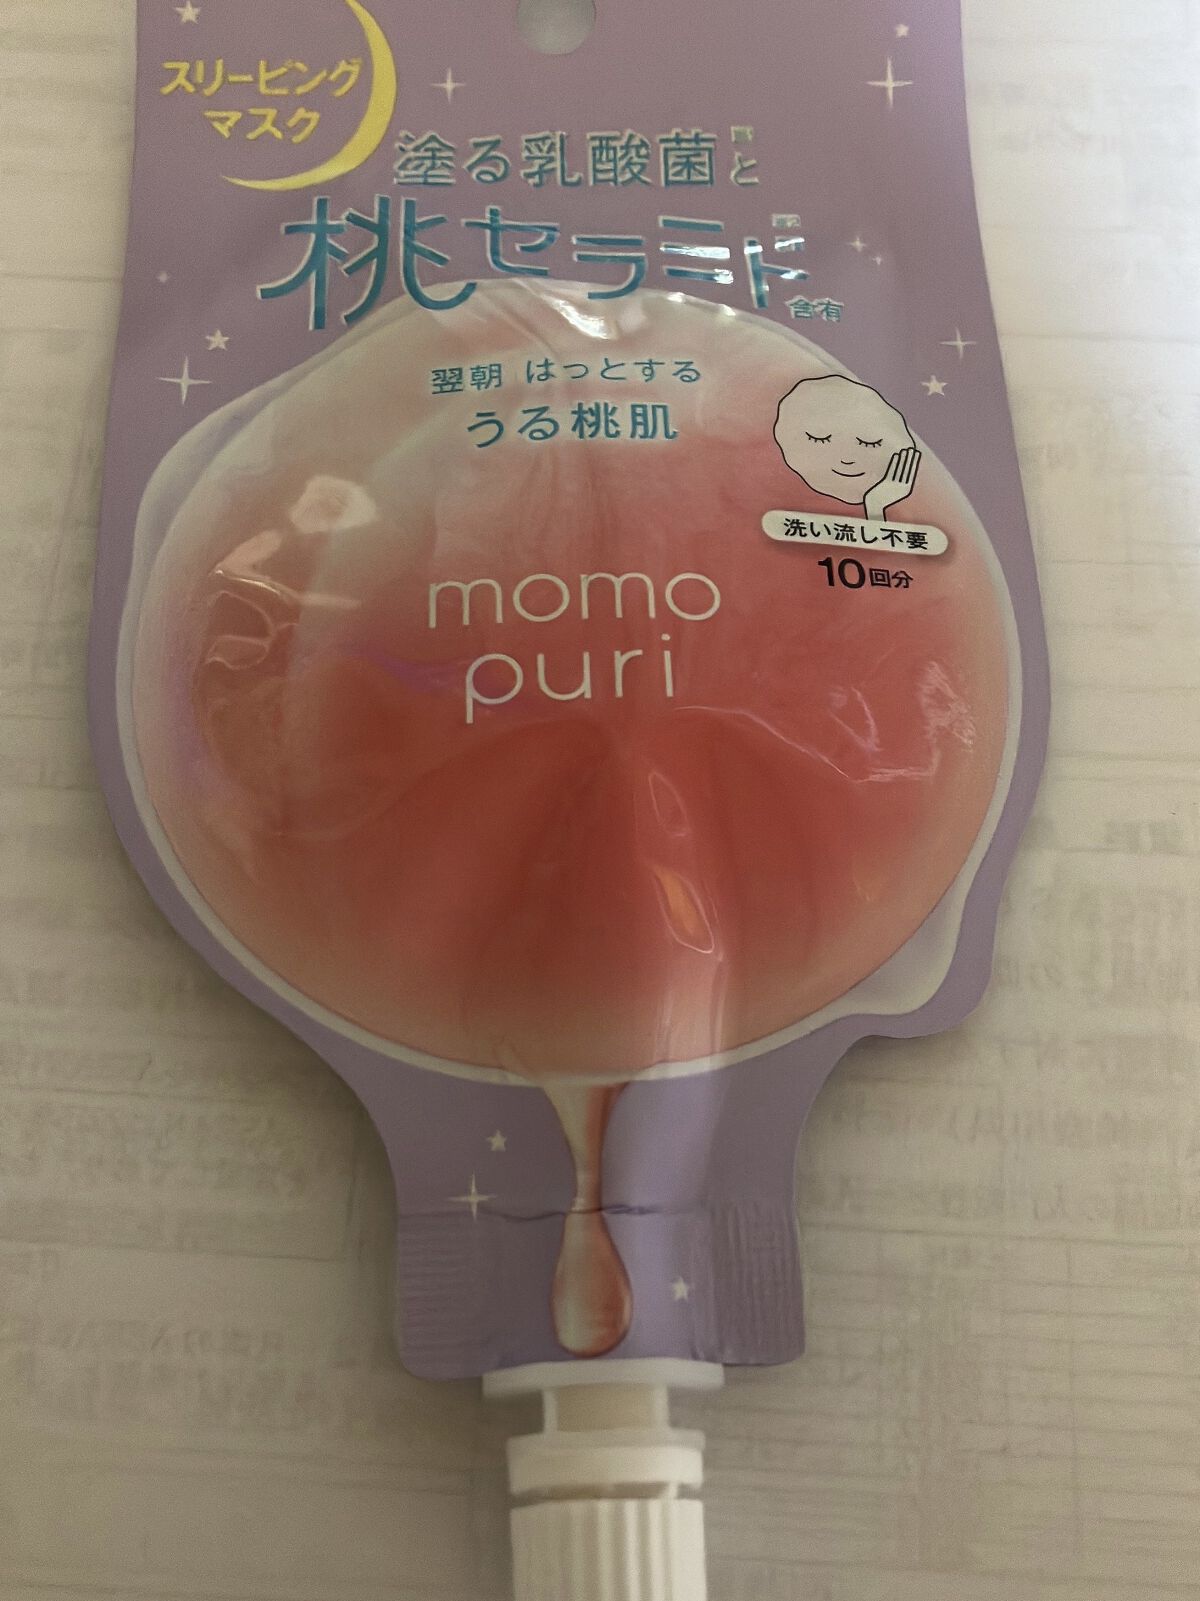 スリーピング
マスク
塗る乳酸菌と
桃セラミド
含有
翌朝 はっとする
うる桃肌
洗い流し不要
10回分
momo
puri